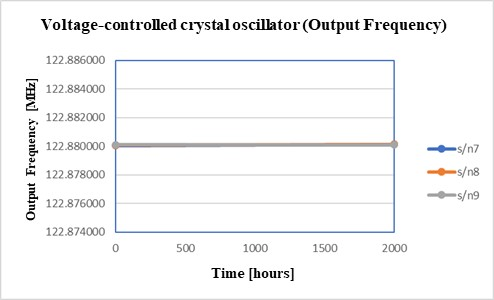 Voltage-controlled crystal oscillator (Output Frequency)
Output Frequency [MHz]
122.886000
122.884000
122.882000
122.880000
122.878000
122.876000
122.874000
0 500 1000 1500 2000
Time [hours]
s/n7
s/n8
s/n9